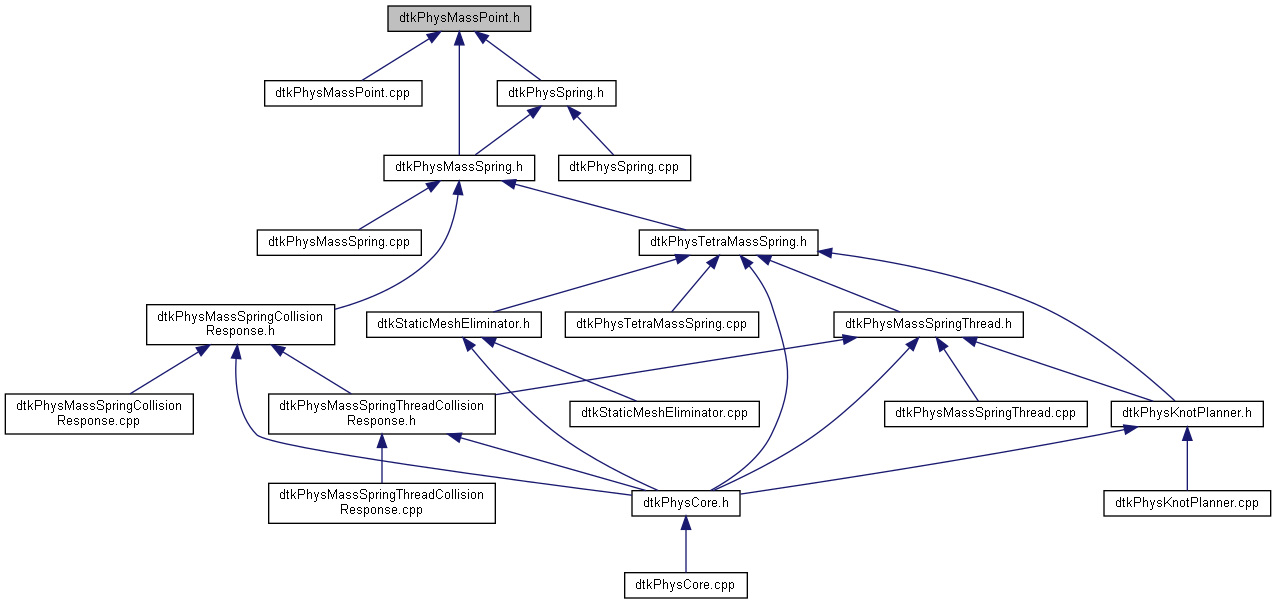 dtkPhysMassPoint.h
dtkPhysMassPoint.cpp
dtkPhysSpring.h
dtkPhysMassSpring.h
dtkPhysSpring.cpp
dtkPhysMassSpring.cpp
dtkPhysTetraMassSpring.h
dtkPhysMassSpringCollision
Response.h
dtkStaticMeshEliminator.h
dtkPhysTetraMassSpring.cpp
dtkPhysMassSpringThread.h
dtkPhysMassSpringCollision
Response.cpp
dtkPhysMassSpringThreadCollision
Response.h
dtkStaticMeshEliminator.cpp
dtkPhysMassSpringThread.cpp
dtkPhysKnotPlanner.h
dtkPhysMassSpringThreadCollision
Response.cpp
dtkPhysCore.h
dtkPhysKnotPlanner.cpp
dtkPhysCore.cpp